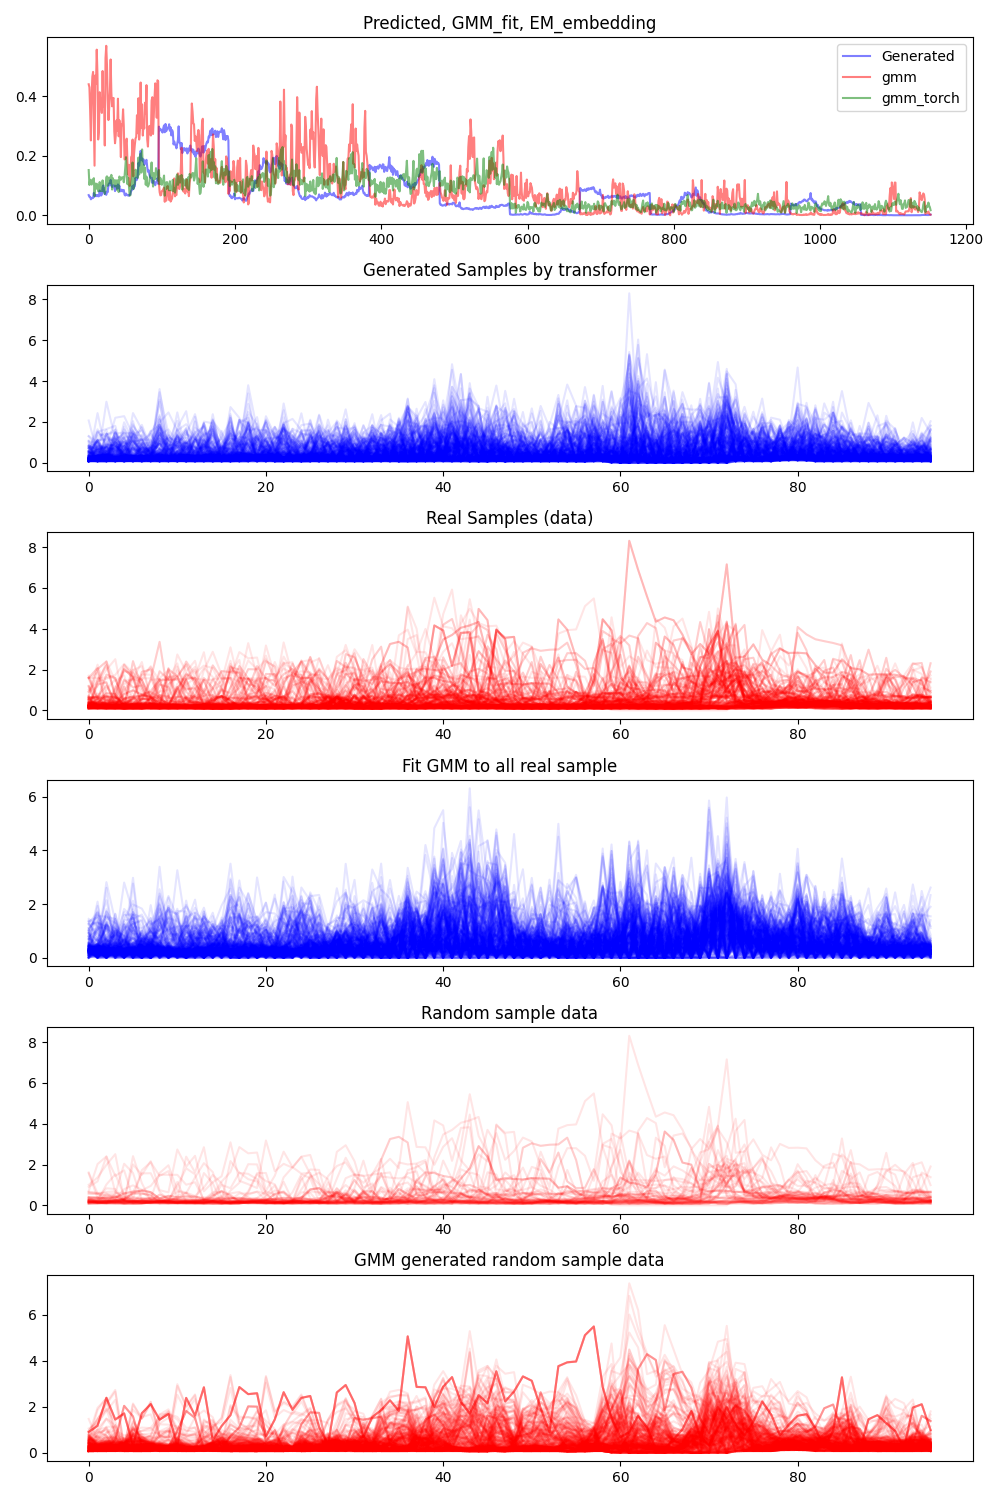 Predicted, GMM_fit, EM_embedding
Generated
gmm
gmm_torch
0.4
0.2
0.0
0 200 400 600 800 1000 1200
Generated Samples by transformer
8
6
4
2
0
0 20 40 60 80
Real Samples (data)
8
6
4
2
0
0 20 40 60 80
Fit GMM to all real sample
6
4
2
0
0 20 40 60 80
Random sample data
8
6
4
2
0
0 20 40 60 80
GMM generated random sample data
6
4
2
0
0 20 40 60 80